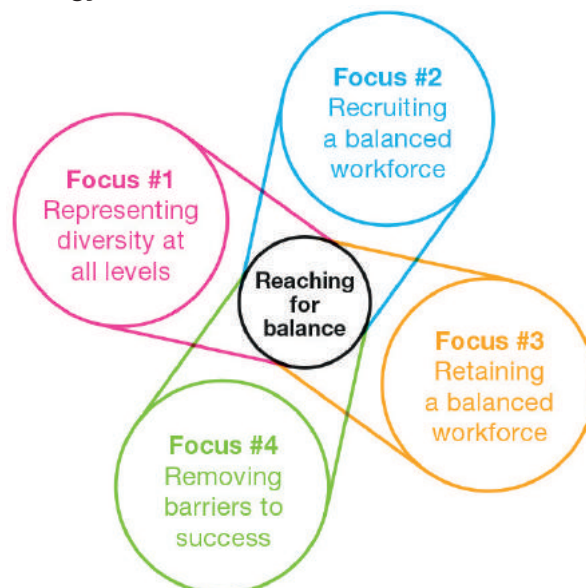 Focus #1
Representing
diversity at
all levels
Focus #2
Recruiting
a balanced
workforce
Reaching
for
balance
Focus #3
Retaining
a balanced
workforce
Focus #4
Removing
barriers to
success